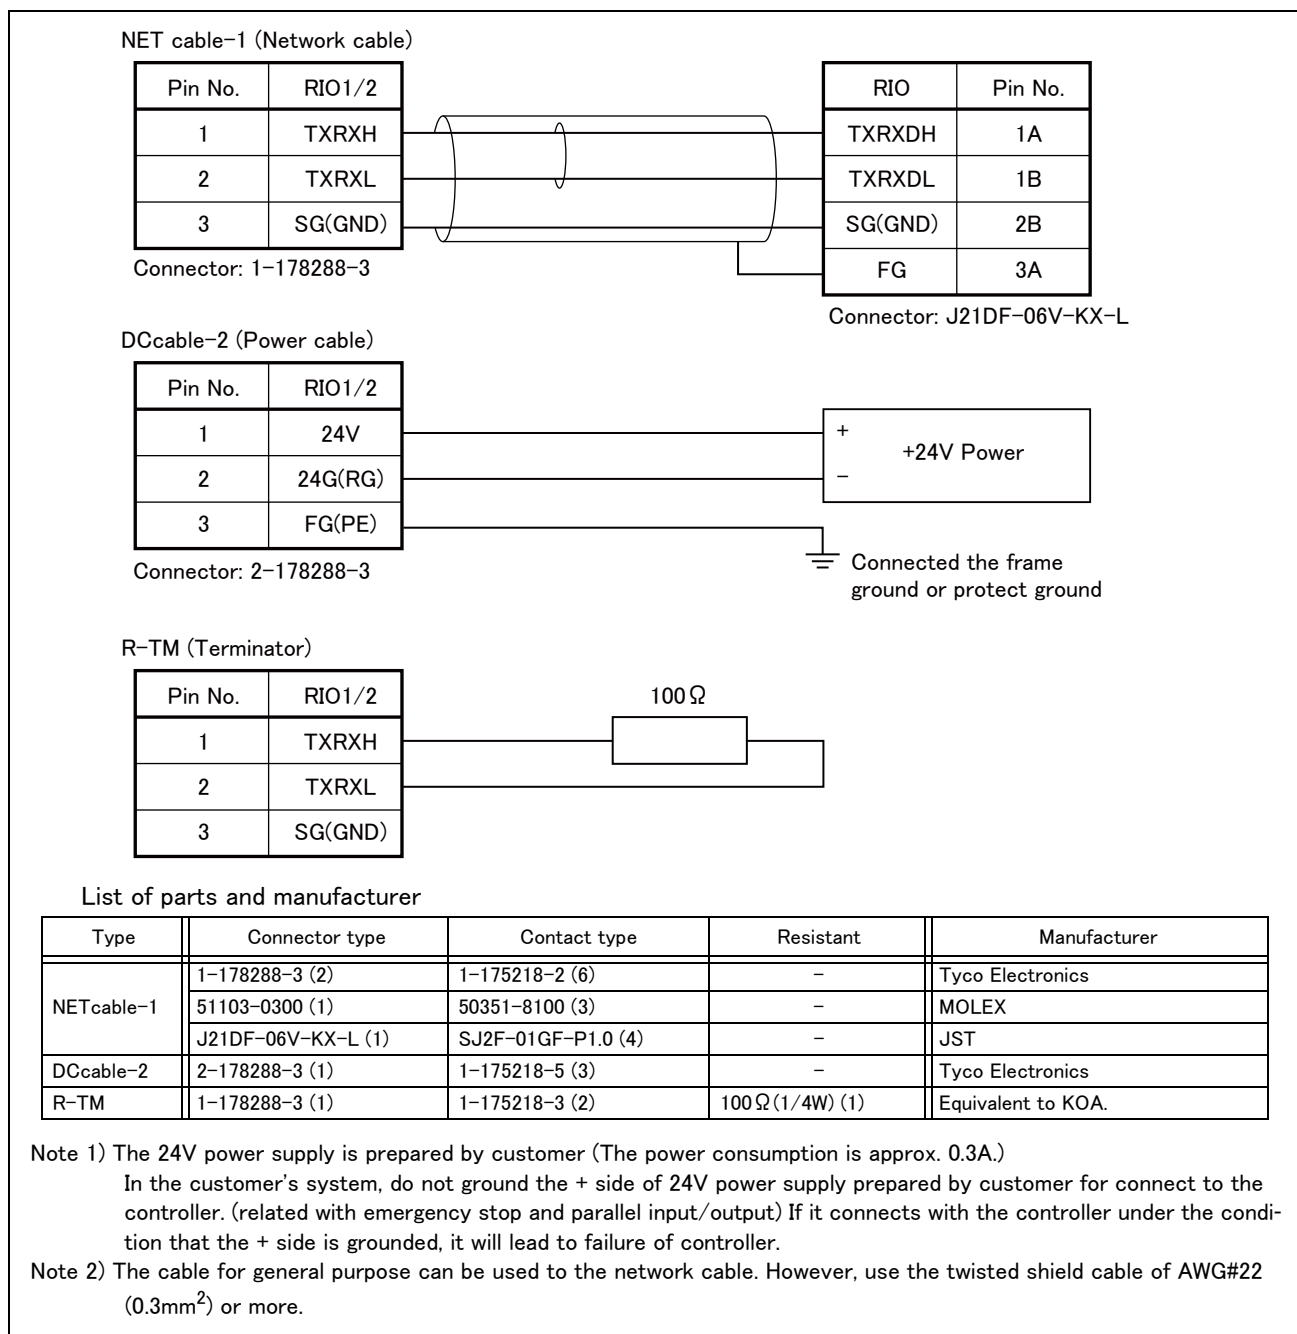 NET cable-1 (Network cable)
Pin No. RIO1/2 RIO Pin No.
1 TXRXH TXRXDH 1A
2 TXRXL TXRXDL 1B
3 SG(GND) SG(GND) 2B
FG 3A
Connector: 1-178288-3
Connector: J21DF-06V-KX-L
DCcable-2 (Power cable)
Pin No. RIO1/2
1 24V +
+24V Power
2 24G(RG) -
3 FG(PE)
Connector: 2-178288-3
Connected the frame
ground or protect ground
R-TM (Terminator)
Pin No. RIO1/2 100Ω
1 TXRXH
2 TXRXL
3 SG(GND)
List of parts and manufacturer
Type Connector type Contact type Resistant Manufacturer
NETcable-1 1-178288-3 (2) 1-175218-2 (6) - Tyco Electronics
51103-0300 (1) 50351-8100 (3) - MOLEX
J21DF-06V-KX-L (1) SJ2F-01GF-P1.0 (4) - JST
DCcable-2 2-178288-3 (1) 1-175218-5 (3) - Tyco Electronics
R-TM 1-178288-3 (1) 1-175218-3 (2) 100Ω(1/4W) (1) Equivalent to KOA.
Note 1) The 24V power supply is prepared by customer (The power consumption is approx. 0.3A.)
In the customer's system, do not ground the + side of 24V power supply prepared by customer for connect to the
controller. (related with emergency stop and parallel input/output) If it connects with the controller under the condi-
tion that the + side is grounded, it will lead to failure of controller.
Note 2) The cable for general purpose can be used to the network cable. However, use the twisted shield cable of AWG#22
(0.3mm²) or more.